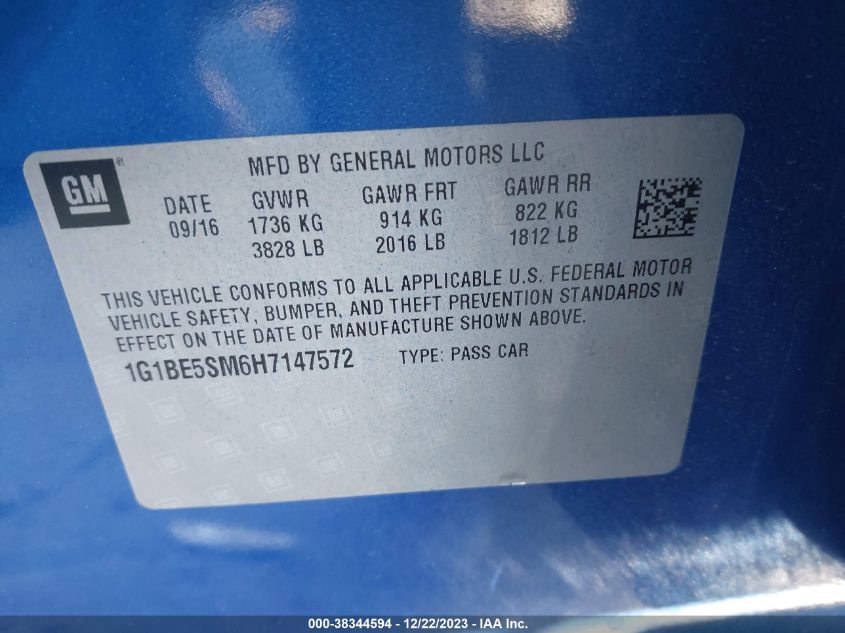 MFD BY GENERAL MOTORS LLC
GM
®
DATE GVWR GAWR FRT GAWR RR
09/16 1736 KG 914 KG 822 KG
3828 LB 2016 LB 1812 LB
THIS VEHICLE CONFORMS TO ALL APPLICABLE U.S. FEDERAL MOTOR
VEHICLE SAFETY, BUMPER, AND THEFT PREVENTION STANDARDS IN
EFFECT ON THE DATE OF MANUFACTURE SHOWN ABOVE.
1G1BE5SM6H7147572 TYPE: PASS CAR
000-38344594 - 12/22/2023 - IAA Inc.